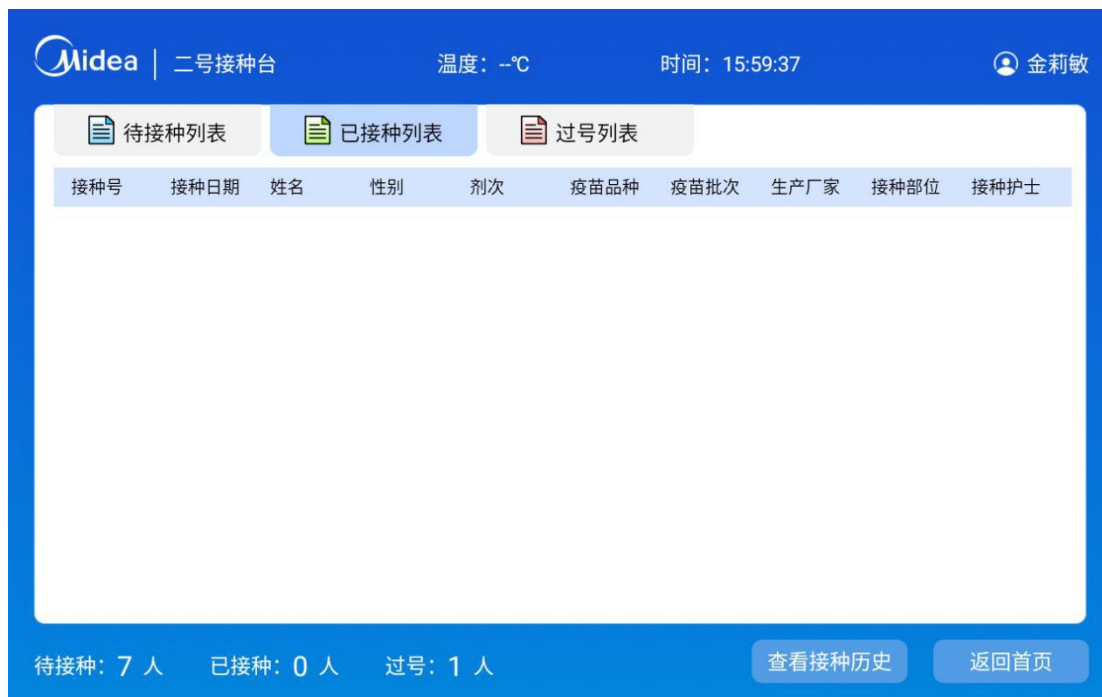 Midea | 二号接种台 温度：--℃ 时间：15:59:37 金莉敏
待接种列表 已接种列表 过号列表
接种号 接种日期 姓名 性别 剂次 疫苗品种 疫苗批次 生产厂家 接种部位 接种护士
待接种：7 人 已接种：0 人 过号：1 人 查看接种历史 返回首页